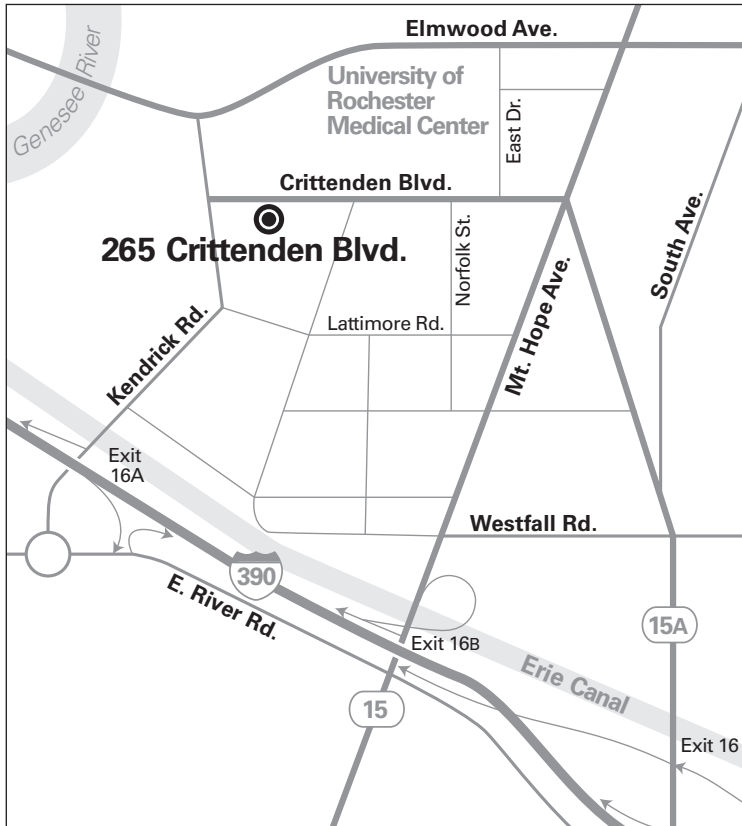 Elmwood Ave.
Genesee River
University of
Rochester
Medical Center
East Dr.
Crittenden Blvd.
265 Crittenden Blvd.
Norfolk St.
South Ave.
Mt. Hope Ave.
Lattimore Rd.
Kendrick Rd.
Exit
16A
Westfall Rd.
390
E. River Rd.
15A
Exit 16B
Erie Canal
15
Exit 16